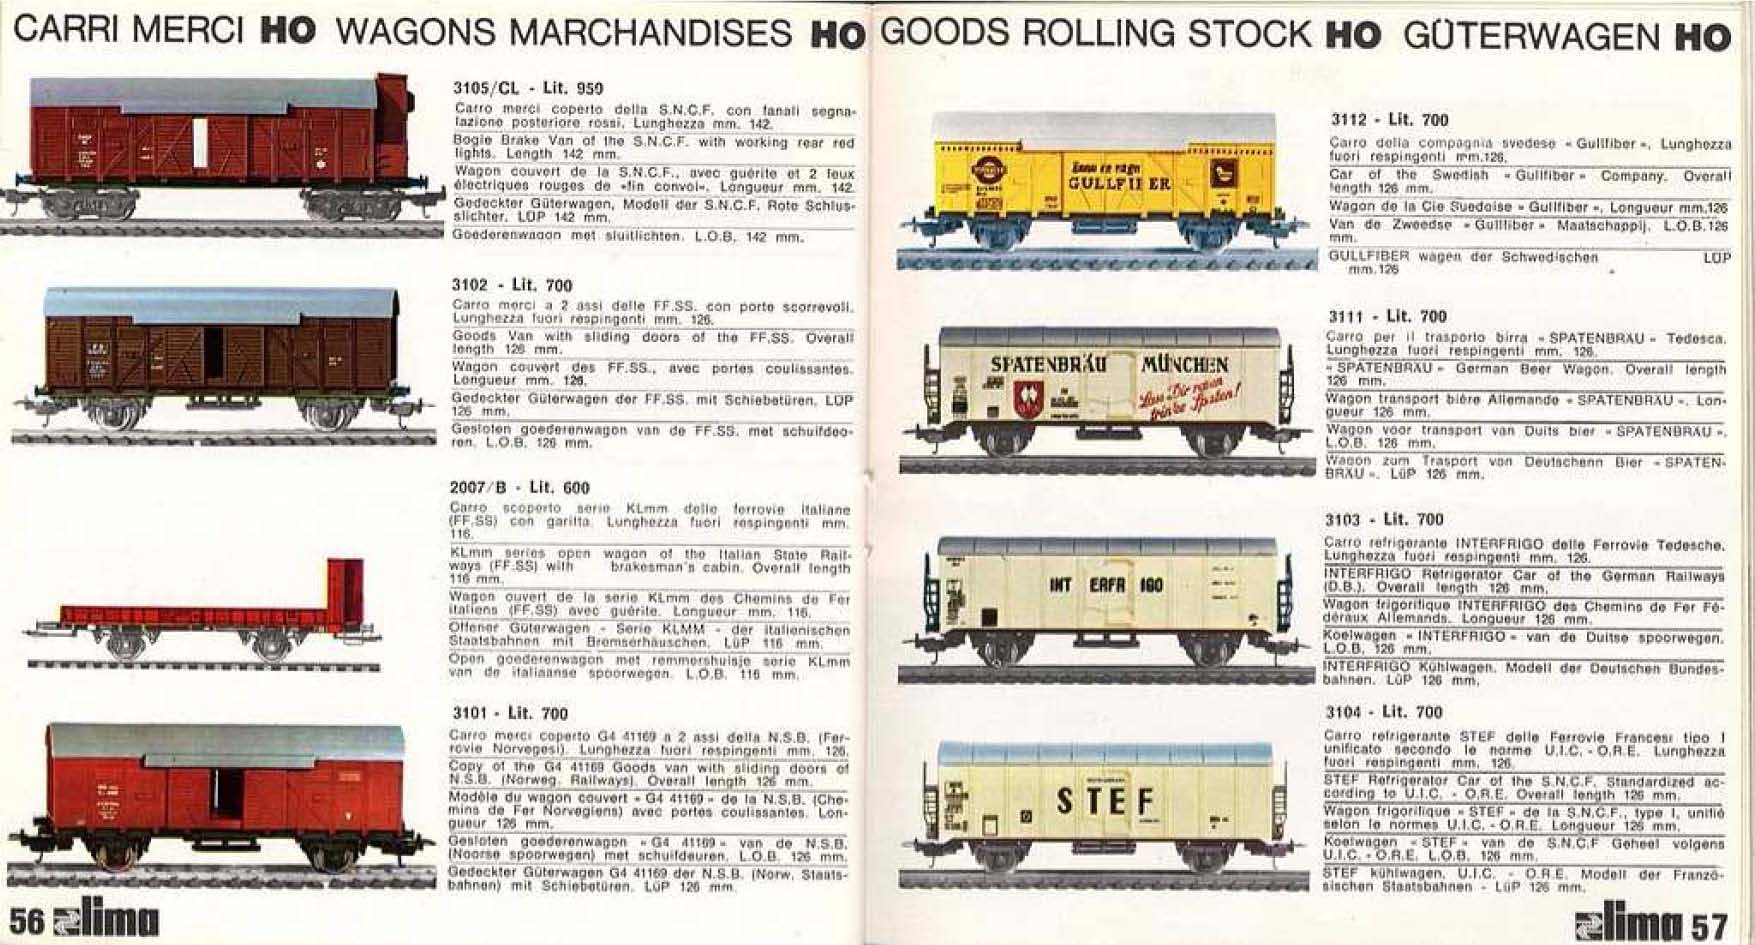 CARRI MERCI HO WAGONS MARCHANDISES HO
3105/CL - Lit. 950
Carro merci coperto della S.N.C.F. con fanali segna-
lazione posteriore rossi. Lunghezza mm. 142.
Bogie Brake Van of the S.N.C.F. with working rear red
lights. Length 142 mm.
Wagon couvert de la S.N.C.F., avec guérite et 2 feux
électriques rouges de «fin convoi». Longueur mm. 142.
Gedeckter Güterwagen, Modell der S.N.C.F. Rote Schlus-
slichter. LÜP 142 mm.
Goederenwagon met sluitlichten. L.O.B. 142 mm.
3102 - Lit. 700
Carro merci a 2 assi delle FF.SS. con porte scorrevoli.
Lunghezza fuori respingenti mm. 126.
Goods Van with sliding doors of the FF.SS. Overall
length 126 mm.
Wagon couvert des FF.SS., avec portes coulissantes.
Longueur mm. 126.
Gedeckter Güterwagen der FF.SS. mit Schiebetüren. LÜP
126 mm.
Gesloten goederenwagon van de FF.SS. met schuifdeo-
ren. L.O.B. 126 mm.
2007/B - Lit. 600
Carro scoperto serie KLmm delle ferrovie italiane
(FF.SS) con garitta. Lunghezza fuori respingenti mm.
116.
KLmm series open wagon of the Italian State Rail-
ways (FF.SS) with brakesman's cabin. Overall length
116 mm.
Wagon ouvert de la serie KLmm des Chemins de Fer
italiens (FF.SS) avec guérite. Longueur mm. 116.
Offener Güterwagen - Serie KLMM - der italienischen
Staatsbahnen mit Bremserhäuschen. LüP 116 mm.
Open goederenwagon met remmershuisje serie KLmm
van de italiaanse spoorwegen. L.O.B. 116 mm.
3101 - Lit. 700
Carro merci coperto G4 41169 a 2 assi della N.S.B. (Fer-
rovie Norvegesi). Lunghezza fuori respingenti mm. 126.
Copy of the G4 41169 Goods van with sliding doors of
N.S.B. (Norweg. Railways). Overall length 126 mm.
Modèle du wagon couvert «G4 41169» de la N.S.B. (Che-
mins de Fer Norvegiens) avec portes coulissantes. Lon-
gueur 126 mm.
Gesloten goederenwagon «G4 41169» van de N.S.B.
(Noorse spoorwegen) met schuifdeuren. L.O.B. 126 mm.
Gedeckter Güterwagen G4 41169 der N.S.B. (Norw. Staats-
bahnen) mit Schiebetüren. LüP 126 mm.
56 lima
GOODS ROLLING STOCK HO GÜTERWAGEN HO
GULLFIBER
3112 - Lit. 700
Carro della compagnia svedese «Gullfiber». Lunghezza
fuori respingenti mm.126.
Car of the Swedish «Gullfiber» Company. Overall
length 126 mm.
Wagon de la Cie Suedoise «Gullfiber». Longueur mm.126
Van de Zweedse «Gullfiber» Maatschappij. L.O.B.126
mm.
GULLFIBER wagen der Schwedischen LÜP
mm.126
SPATENBRÄU MÜNCHEN
Lass Dir raten
trinke Spaten!
3111 - Lit. 700
Carro per il trasporto birra «SPATENBRÄU» Tedesca.
Lunghezza fuori respingenti mm. 126.
«SPATENBRÄU» German Beer Wagon. Overall length
126 mm.
Wagon transport bière Allemande «SPATENBRÄU». Lon-
gueur 126 mm.
Wagon voor transport van Duits bier «SPATENBRÄU».
L.O.B. 126 mm.
Wagon zum Trasport von Deutschenn Bier «SPATEN-
BRÄU». LüP 126 mm.
INTERFRIGO
3103 - Lit. 700
Carro refrigerante INTERFRIGO delle Ferrovie Tedesche.
Lunghezza fuori respingenti mm. 126.
INTERFRIGO Refrigerator Car of the German Railways
(D.B.). Overall length 126 mm.
Wagon frigorifique INTERFRIGO des Chemins de Fer Fé-
déraux Allemands. Longueur 126 mm.
Koelwagen «INTERFRIGO» van de Duitse spoorwegen.
L.O.B. 126 mm.
INTERFRIGO Kühlwagen. Modell der Deutschen Bundes-
bahnen. LüP 126 mm.
STEF
3104 - Lit. 700
Carro refrigerante STEF delle Ferrovie Francesi tipo I
unificato secondo le norme U.I.C. - O.R.E. Lunghezza
fuori respingenti mm. 126.
STEF Refrigerator Car of the S.N.C.F. Standardized ac-
cording to U.I.C. - O.R.E. Overall length 126 mm.
Wagon frigorifique «STEF» de la S.N.C.F., type I, unifié
selon le normes U.I.C. - O.R.E. Longueur 126 mm.
Koelwagen «STEF» van de S.N.C.F Geheel volgens
U.I.C. - O.R.E. L.O.B. 126 mm.
STEF kühlwagen. U.I.C. - O.R.E. Modell der Franzö-
sischen Staatsbahnen - LüP 126 mm.
lima 57